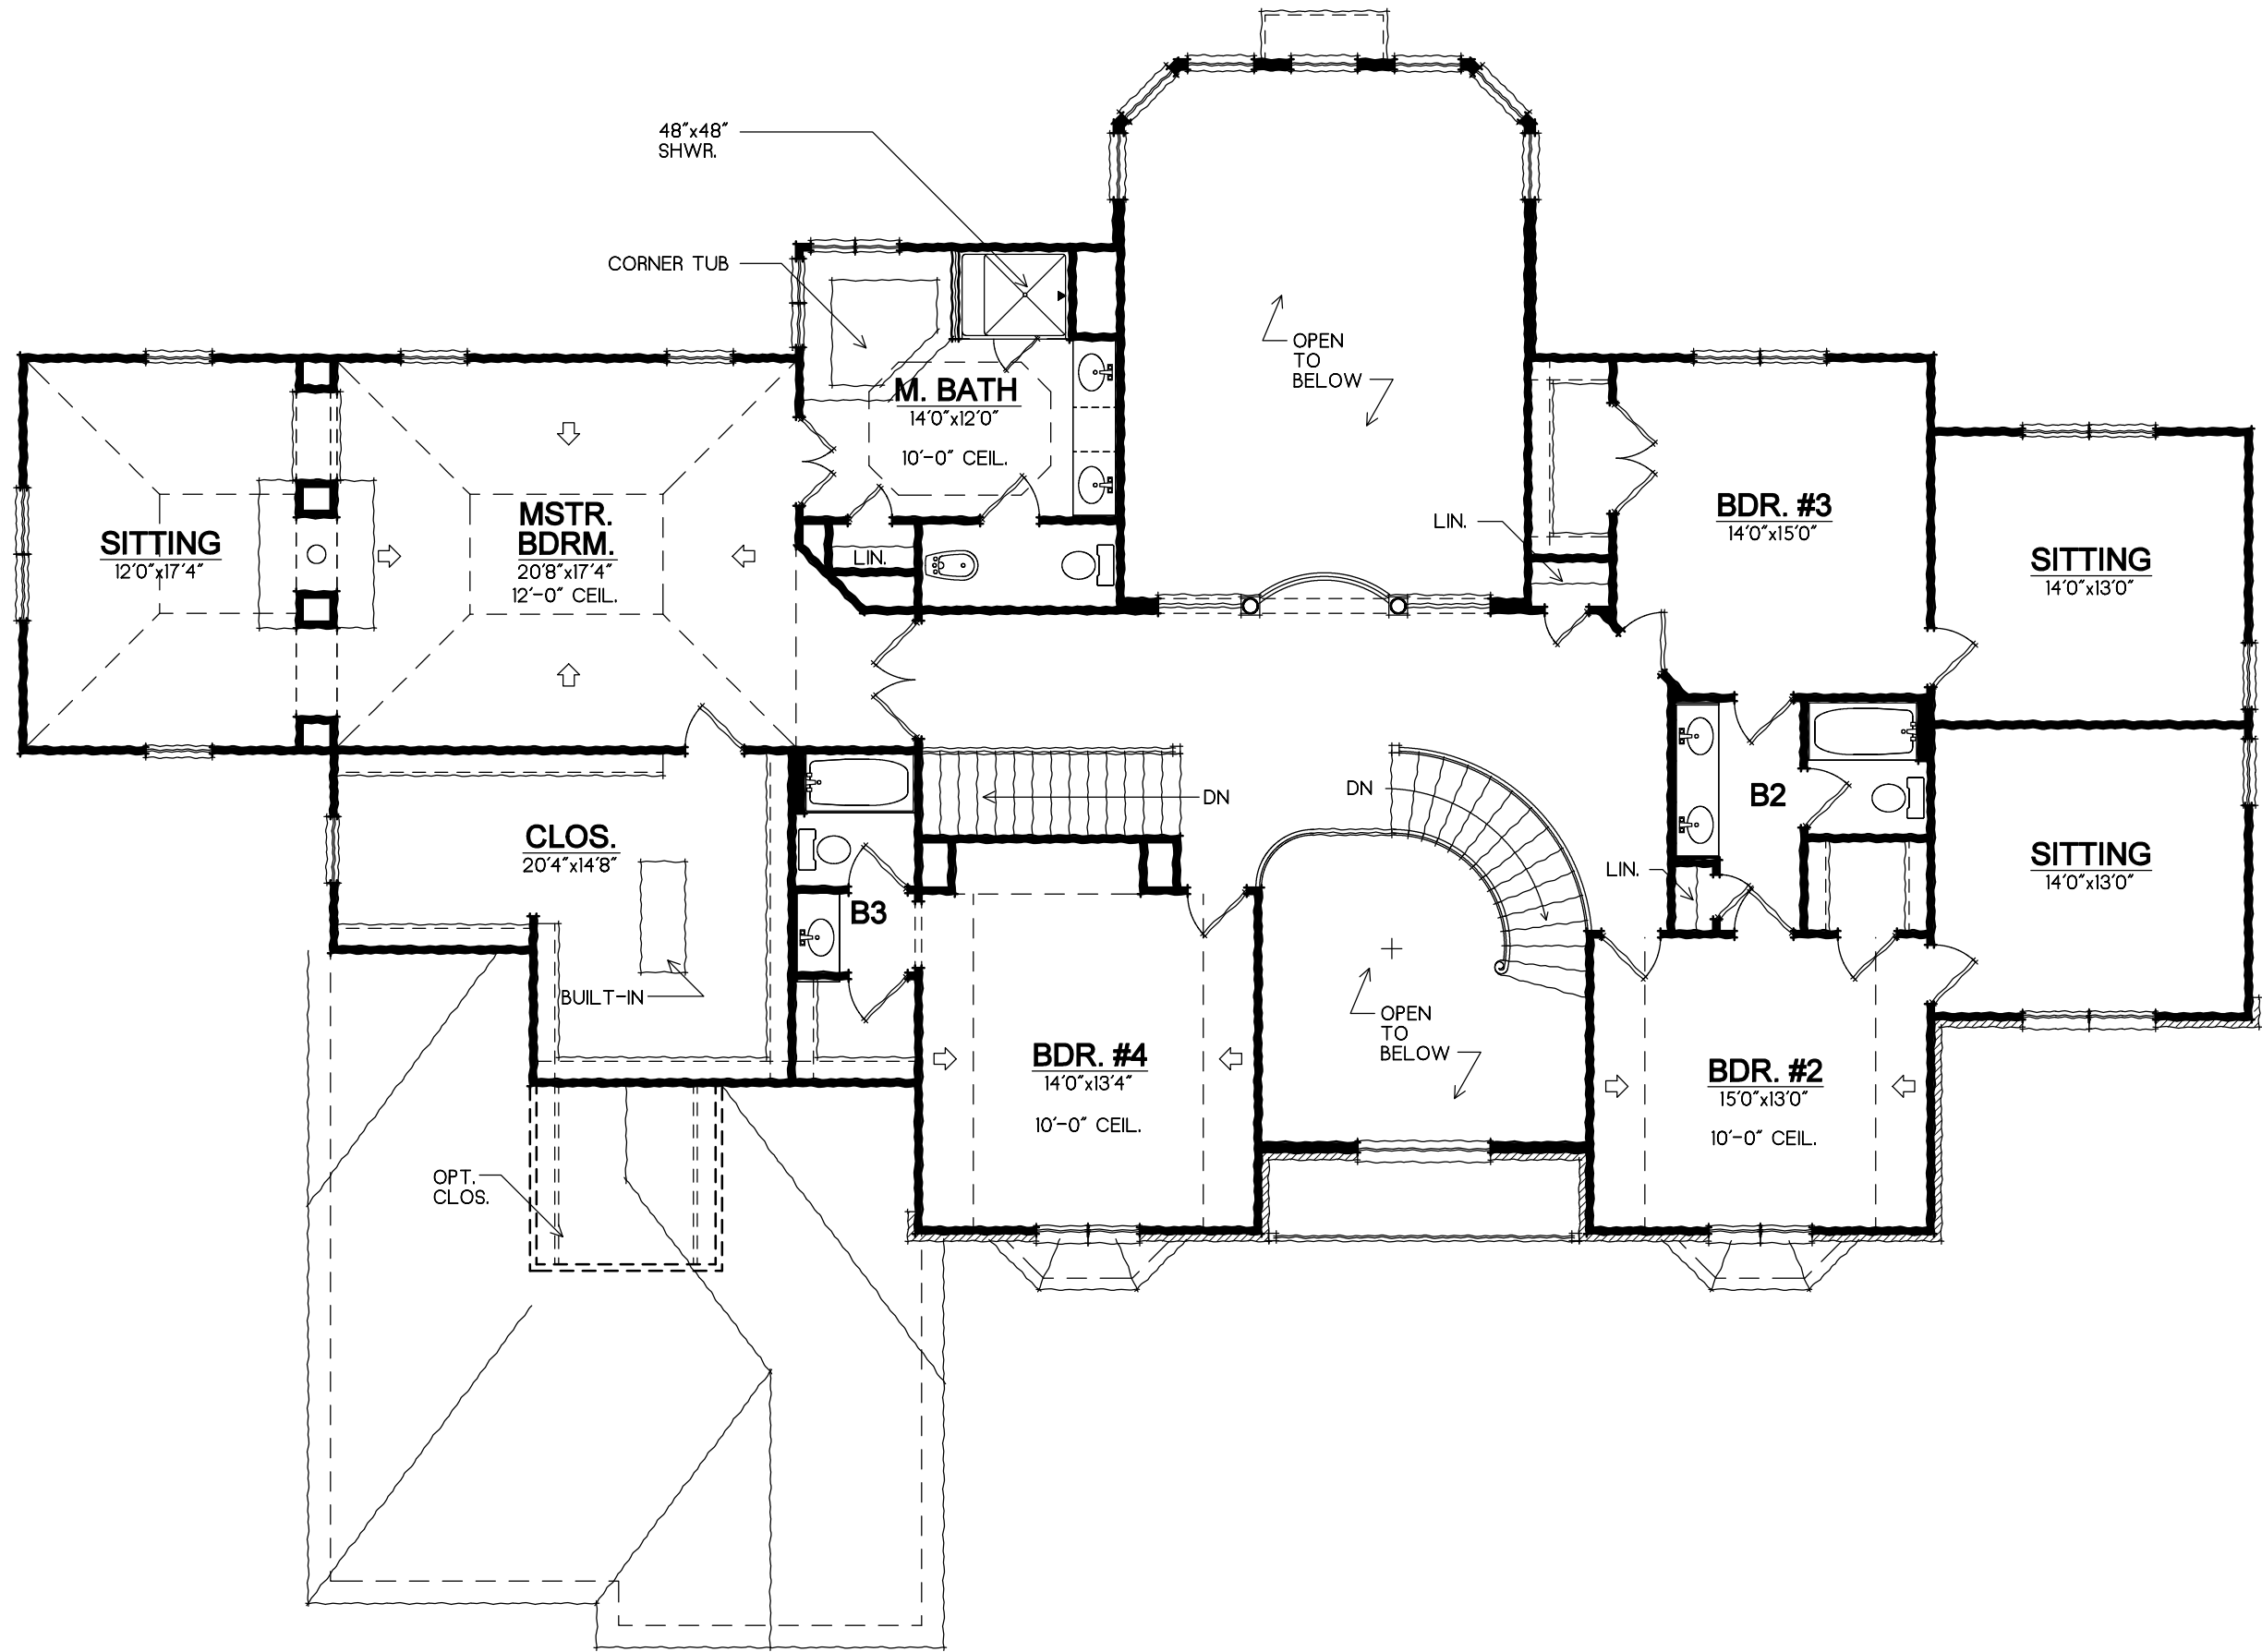 48"x48"
SHWR.
CORNER TUB
M. BATH
14'0"x12'0"
10'-0" CEIL.
OPEN
TO
BELOW
SITTING
12'0"x17'4"
MSTR.
BDRM.
20'8"x17'4"
12'-0" CEIL.
LIN.
LIN.
BDR. #3
14'0"x15'0"
SITTING
14'0"x13'0"
DN
DN
B2
CLOS.
20'4"x14'8"
BUILT-IN
B3
LIN.
SITTING
14'0"x13'0"
BDR. #4
14'0"x13'4"
10'-0" CEIL.
OPEN
TO
BELOW
BDR. #2
15'0"x13'0"
10'-0" CEIL.
OPT.
CLOS.